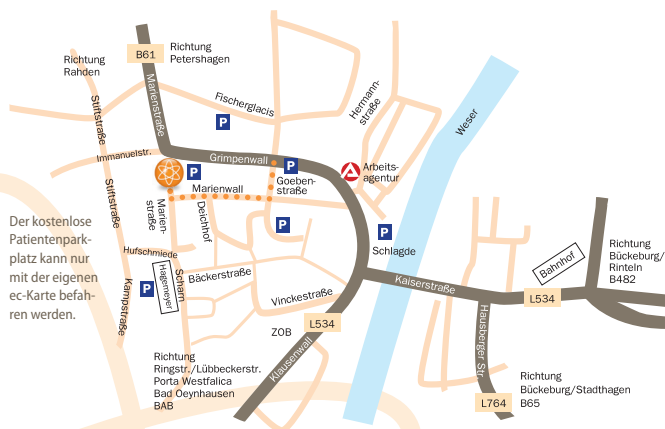 B61
Richtung
Petershagen
Richtung
Rahden
Stiftstraße
Marienstraße
Fischerglacis
P
Hermann-
straße
Weser
Immanuelstr.
Grimpenwall
P
P
Arbeits-
agentur
Marienwall
Goeben-
straße
Stiftstraße
Marien-
straße
Deichhof
P
P
Schlagde
Der kostenlose
Patientenpark-
platz kann nur
mit der eigenen
ec-Karte befah-
ren werden.
Hufschmiede
Bäckerstraße
Scharn
Hagemeyer
P
Kampstraße
Vinckestraße
Kaiserstraße
Bahnhof
Richtung
Bückeburg/
Rinteln
B482
L534
ZOB
L534
Klausenwall
Hausberger Str.
Richtung
Ringstr./Lübbeckerstr.
Porta Westfalica
Bad Oeynhausen
BAB
L764
Richtung
Bückeburg/Stadthagen
B65